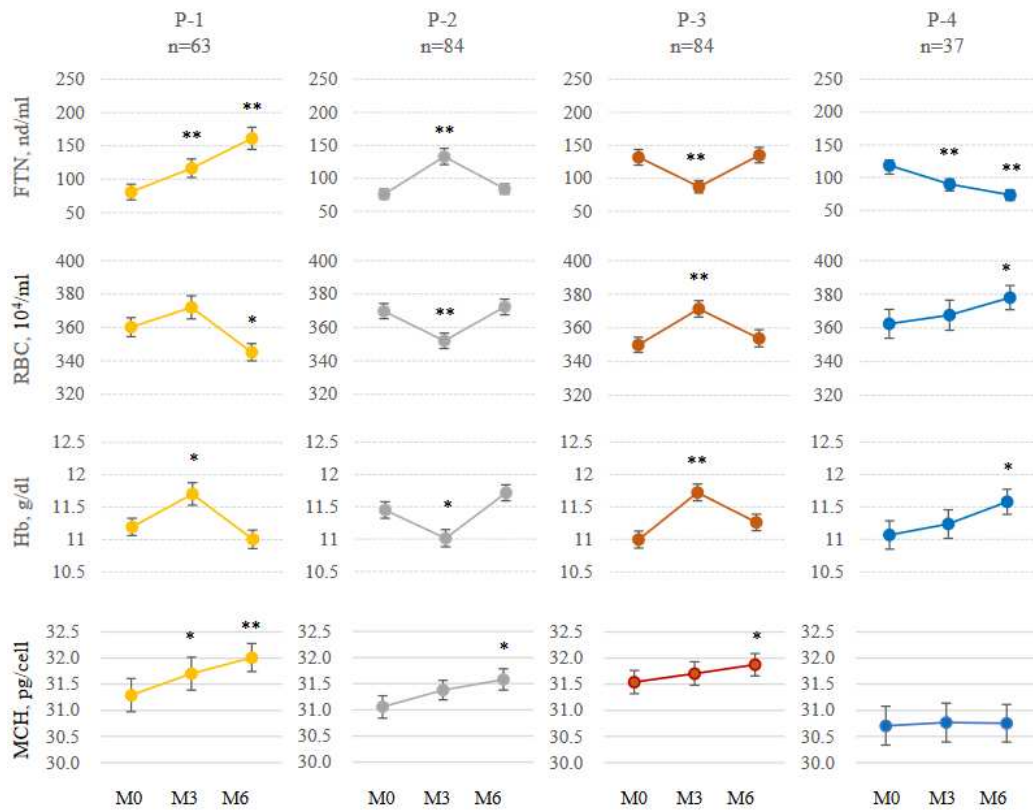 P-1 P-2 P-3 P-4
n=63 n=84 n=84 n=37
FTN, nd/ml
250 250 250 250
200 200 200 200
** ** ** ** ** **
150 150 150 150
100 100 100 100
50 50 50 50
RBC, 10⁴/ml
400 400 400 400
* ** ** *
380 380 380 380
360 360 360 360
340 340 340 340
320 320 320 320
Hb, g/dl
12.5 12.5 12.5 12.5
* * ** *
12 12 12 12
11.5 11.5 11.5 11.5
11 11 11 11
10.5 10.5 10.5 10.5
MCH, pg/cell
32.5 32.5 32.5 32.5
* ** * *
32.0 32.0 32.0 32.0
31.5 31.5 31.5 31.5
31.0 31.0 31.0 31.0
30.5 30.5 30.5 30.5
30.0 30.0 30.0 30.0
M0 M3 M6 M0 M3 M6 M0 M3 M6 M0 M3 M6